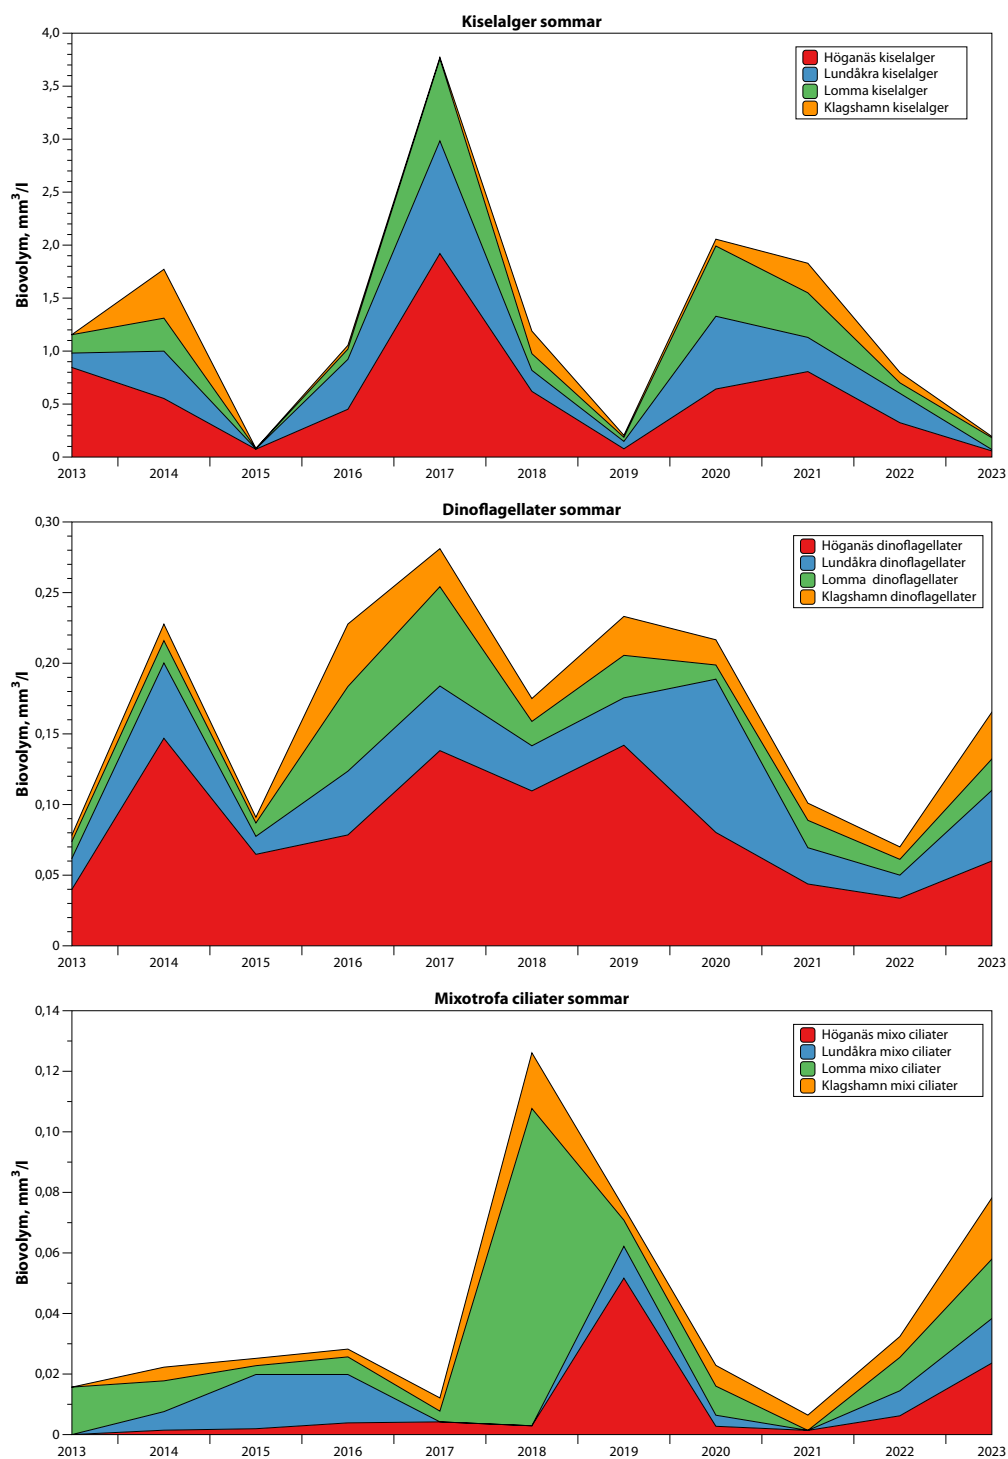 Kiselalger sommar
4,0
3,5
3,0
2,5
2,0
1,5
1,0
0,5
0
Biovolym, mm³/l
Höganäs kiselalger
Lundåkra kiselalger
Lomma kiselalger
Klagshamn kiselalger
2013 2014 2015 2016 2017 2018 2019 2020 2021 2022 2023
Dinoflagellater sommar
0,30
0,25
0,20
0,15
0,10
0,05
0
Biovolym, mm³/l
Höganäs dinoflagellater
Lundåkra dinoflagellater
Lomma dinoflagellater
Klagshamn dinoflagellater
2013 2014 2015 2016 2017 2018 2019 2020 2021 2022 2023
Mixotrofa ciliater sommar
0,14
0,12
0,10
0,08
0,06
0,04
0,02
0
Biovolym, mm³/l
Höganäs mixo ciliater
Lundåkra mixo ciliater
Lomma mixo ciliater
Klagshamn mixi ciliater
2013 2014 2015 2016 2017 2018 2019 2020 2021 2022 2023